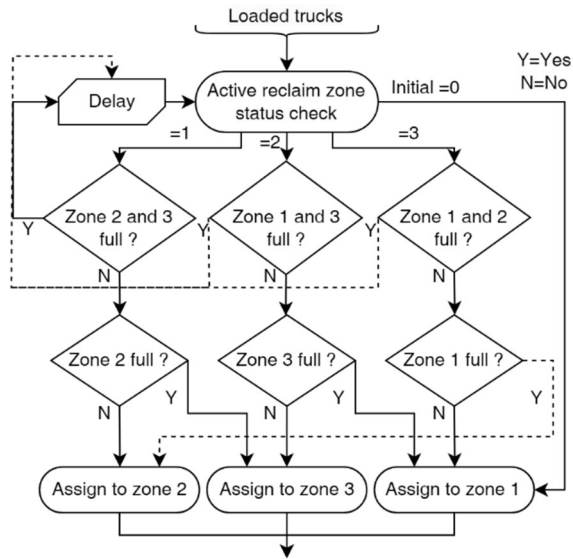 Loaded trucks
Y=Yes
N=No
Delay
Active reclaim zone
status check
Initial =0
=1
=2
=3
Zone 2 and 3
full ?
Y
Zone 1 and 3
full ?
Y
Zone 1 and 2
full ?
Y
N
N
N
Zone 2 full ?
Zone 3 full ?
Zone 1 full ?
N
Y
N
Y
N
Y
Assign to zone 2
Assign to zone 3
Assign to zone 1